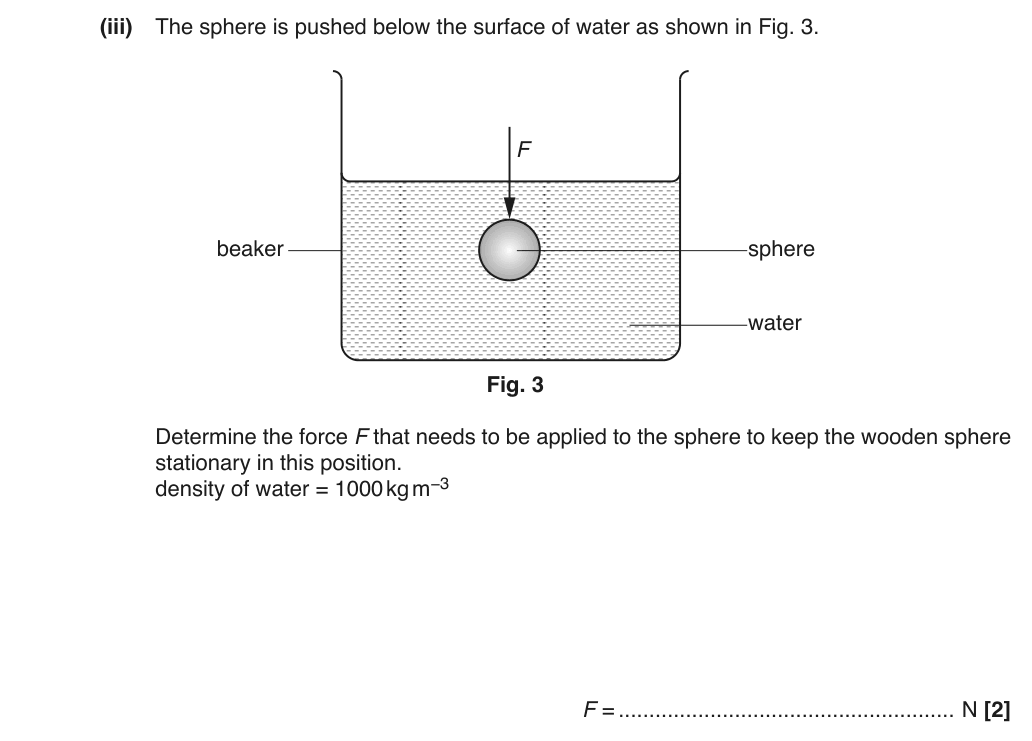 (iii) The sphere is pushed below the surface of water as shown in Fig. 3.
F
beaker
sphere
water
Fig. 3
Determine the force F that needs to be applied to the sphere to keep the wooden sphere
stationary in this position.
density of water = 1000 kg m⁻³
F = ...................................................... N [2]